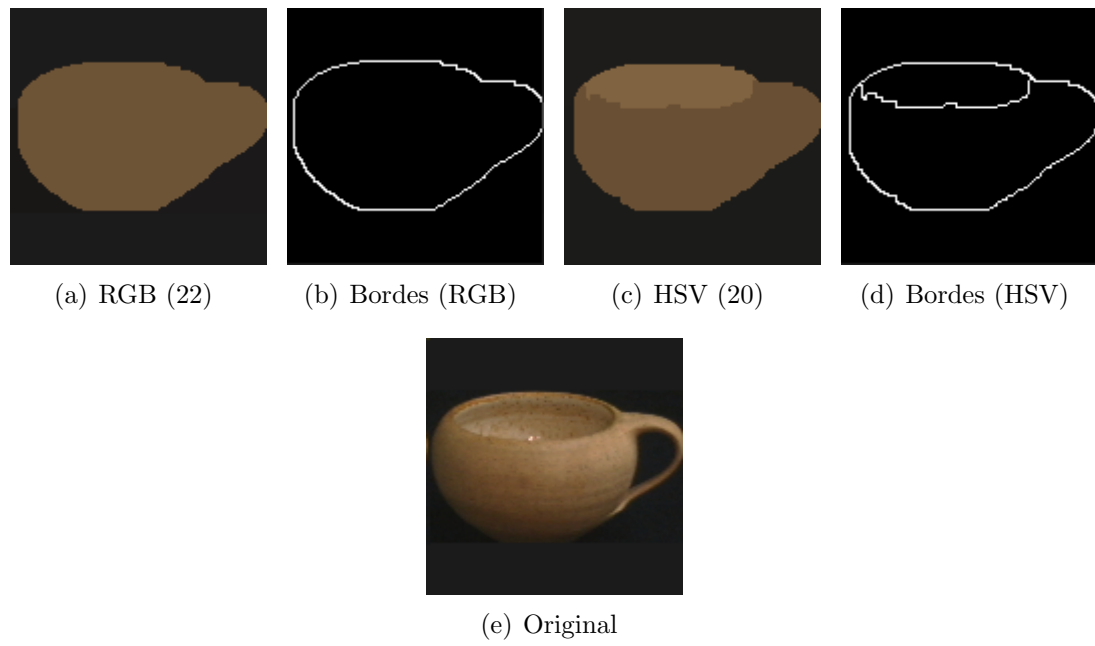 (a) RGB (22)
(b) Bordes (RGB)
(c) HSV (20)
(d) Bordes (HSV)
(e) Original